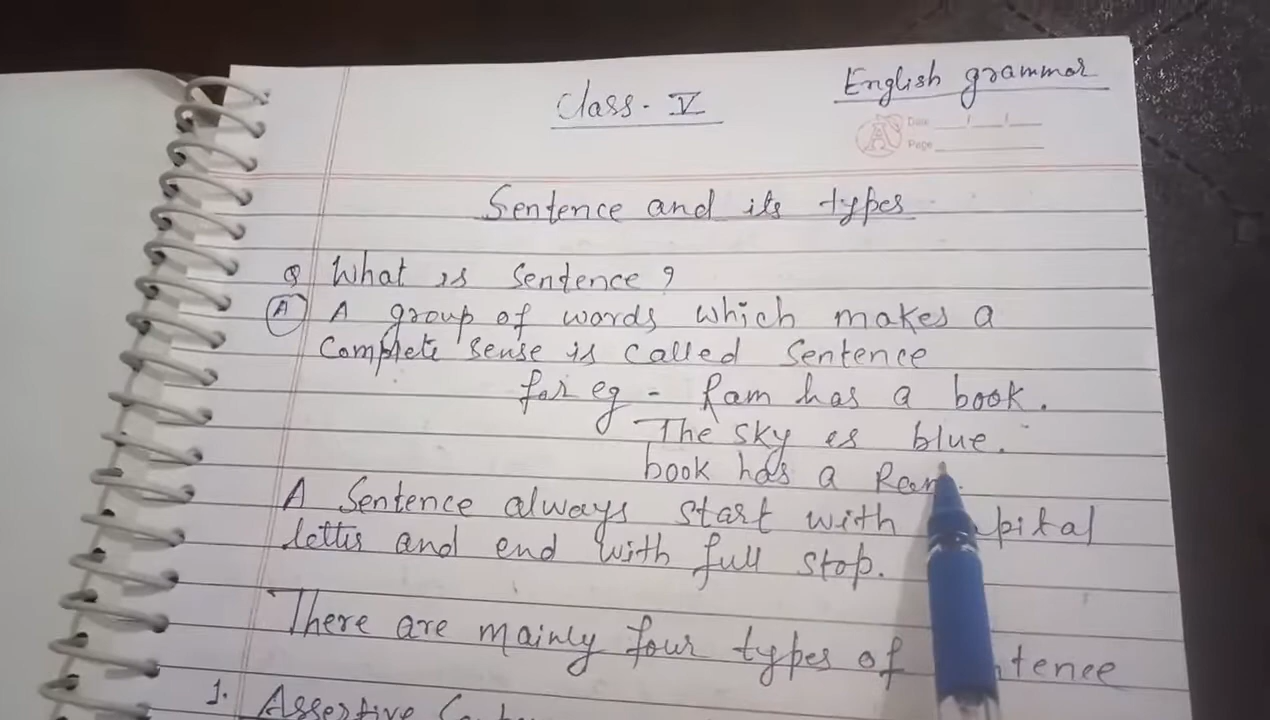 Class - V
English grammar
Date
Page
Sentence and its types
Q What is sentence?
A A group of words which makes a
complete sense is called sentence
for eg - Ram has a book.
The sky is blue.
book has a Ram.
A sentence always start with
letter and end with full stop.
There are mainly four types of
1. Assertive